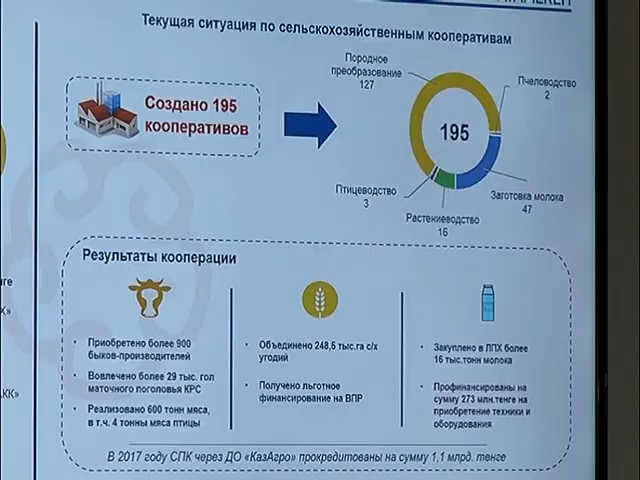 Текущая ситуация по сельскохозяйственным кооперативам
Создано 195
кооперативов
Породное
преобразование
127
Пчеловодство
2
195
Птицеводство
3
Заготовка молока
47
Растениеводство
16
Результаты кооперации
• Приобретено более 900
быков-производителей
• Вовлечено более 29 тыс. гол
маточного поголовья КРС
• Реализовано 600 тонн мяса,
в т.ч. 4 тонны мяса птицы
• Объединено 248,5 тыс.га с/х
угодий
• Получено льготное
финансирование на ВПР
• Закуплено в ЛПХ более
16 тыс.тонн молока
• Профинансированы на
сумму 273 млн.тенге на
приобретение техники и
оборудования
В 2017 году СПК через ДО «КазАгро» прокредитованы на сумму 1,1 млрд. тенге